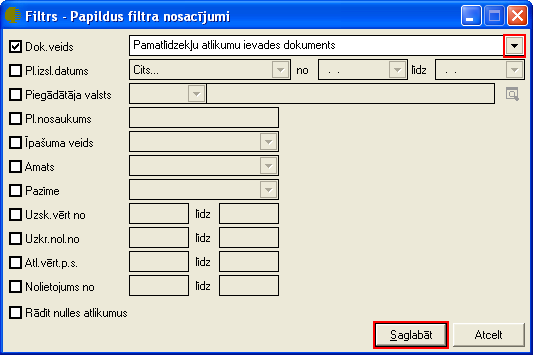 Filtrs - Papildus filtra nosacījumi
Dok.veids Pamatlīdzekļu atlikumu ievades dokuments
Pl.izsl.datums Cits... no . . līdz . .
Piegādātāja valsts
Pl.nosaukums
Īpašuma veids
Amats
Pazīme
Uzsk.vērt no līdz
Uzkr.nol.no līdz
Atl.vērt.p.s. līdz
Nolietojums no līdz
Rādīt nulles atlikumus
Saglabāt Atcelt